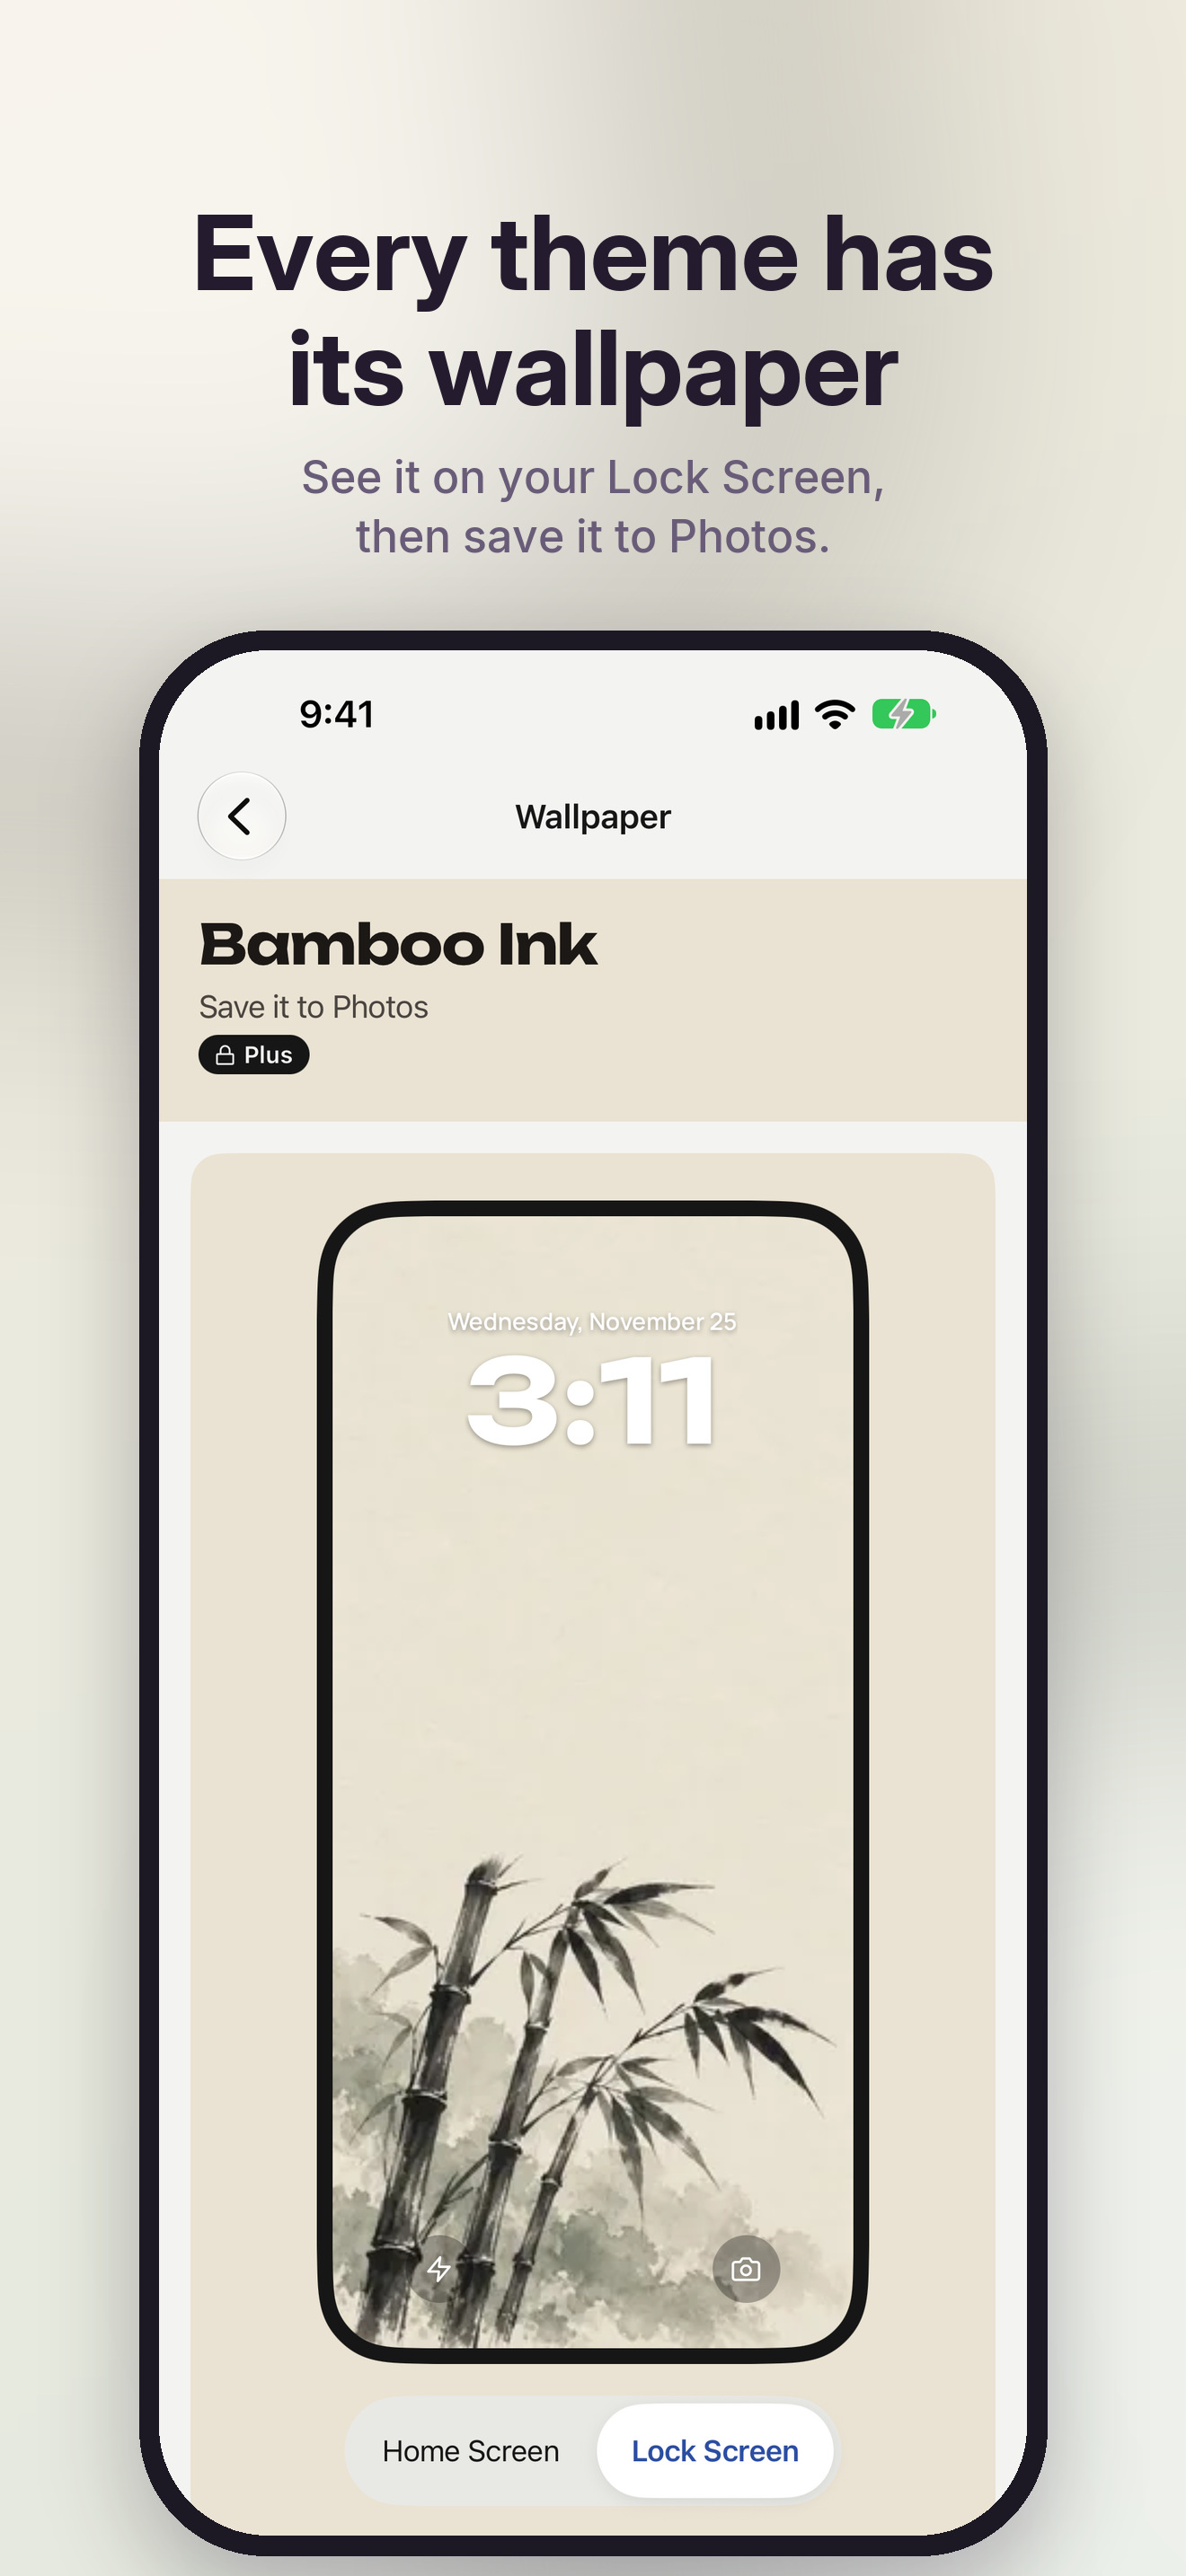 Every theme has
its wallpaper
See it on your Lock Screen,
then save it to Photos.
9:41
Wallpaper
Bamboo Ink
Save it to Photos
Plus
Wednesday, November 25
3:11
Home Screen
Lock Screen